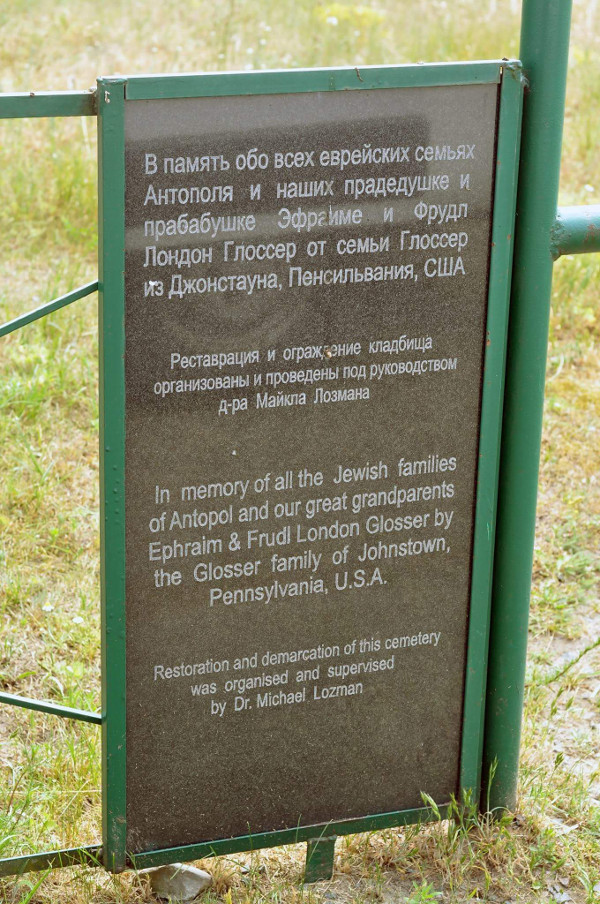 В память обо всех еврейских семьях
Антополя и наших прадедушке и
прабабушке Эфраиме и Фрудл
Лондон Глоссер от семьи Глоссер
из Джонстауна, Пенсильвания, США
Реставрация и ограждение кладбища
организованы и проведены под руководством
д-ра Майкла Лозмана
In memory of all the Jewish families
of Antopol and our great grandparents
Ephraim & Frudl London Glosser by
the Glosser family of Johnstown,
Pennsylvania, U.S.A.
Restoration and demarcation of this cemetery
was organised and supervised
by Dr. Michael Lozman